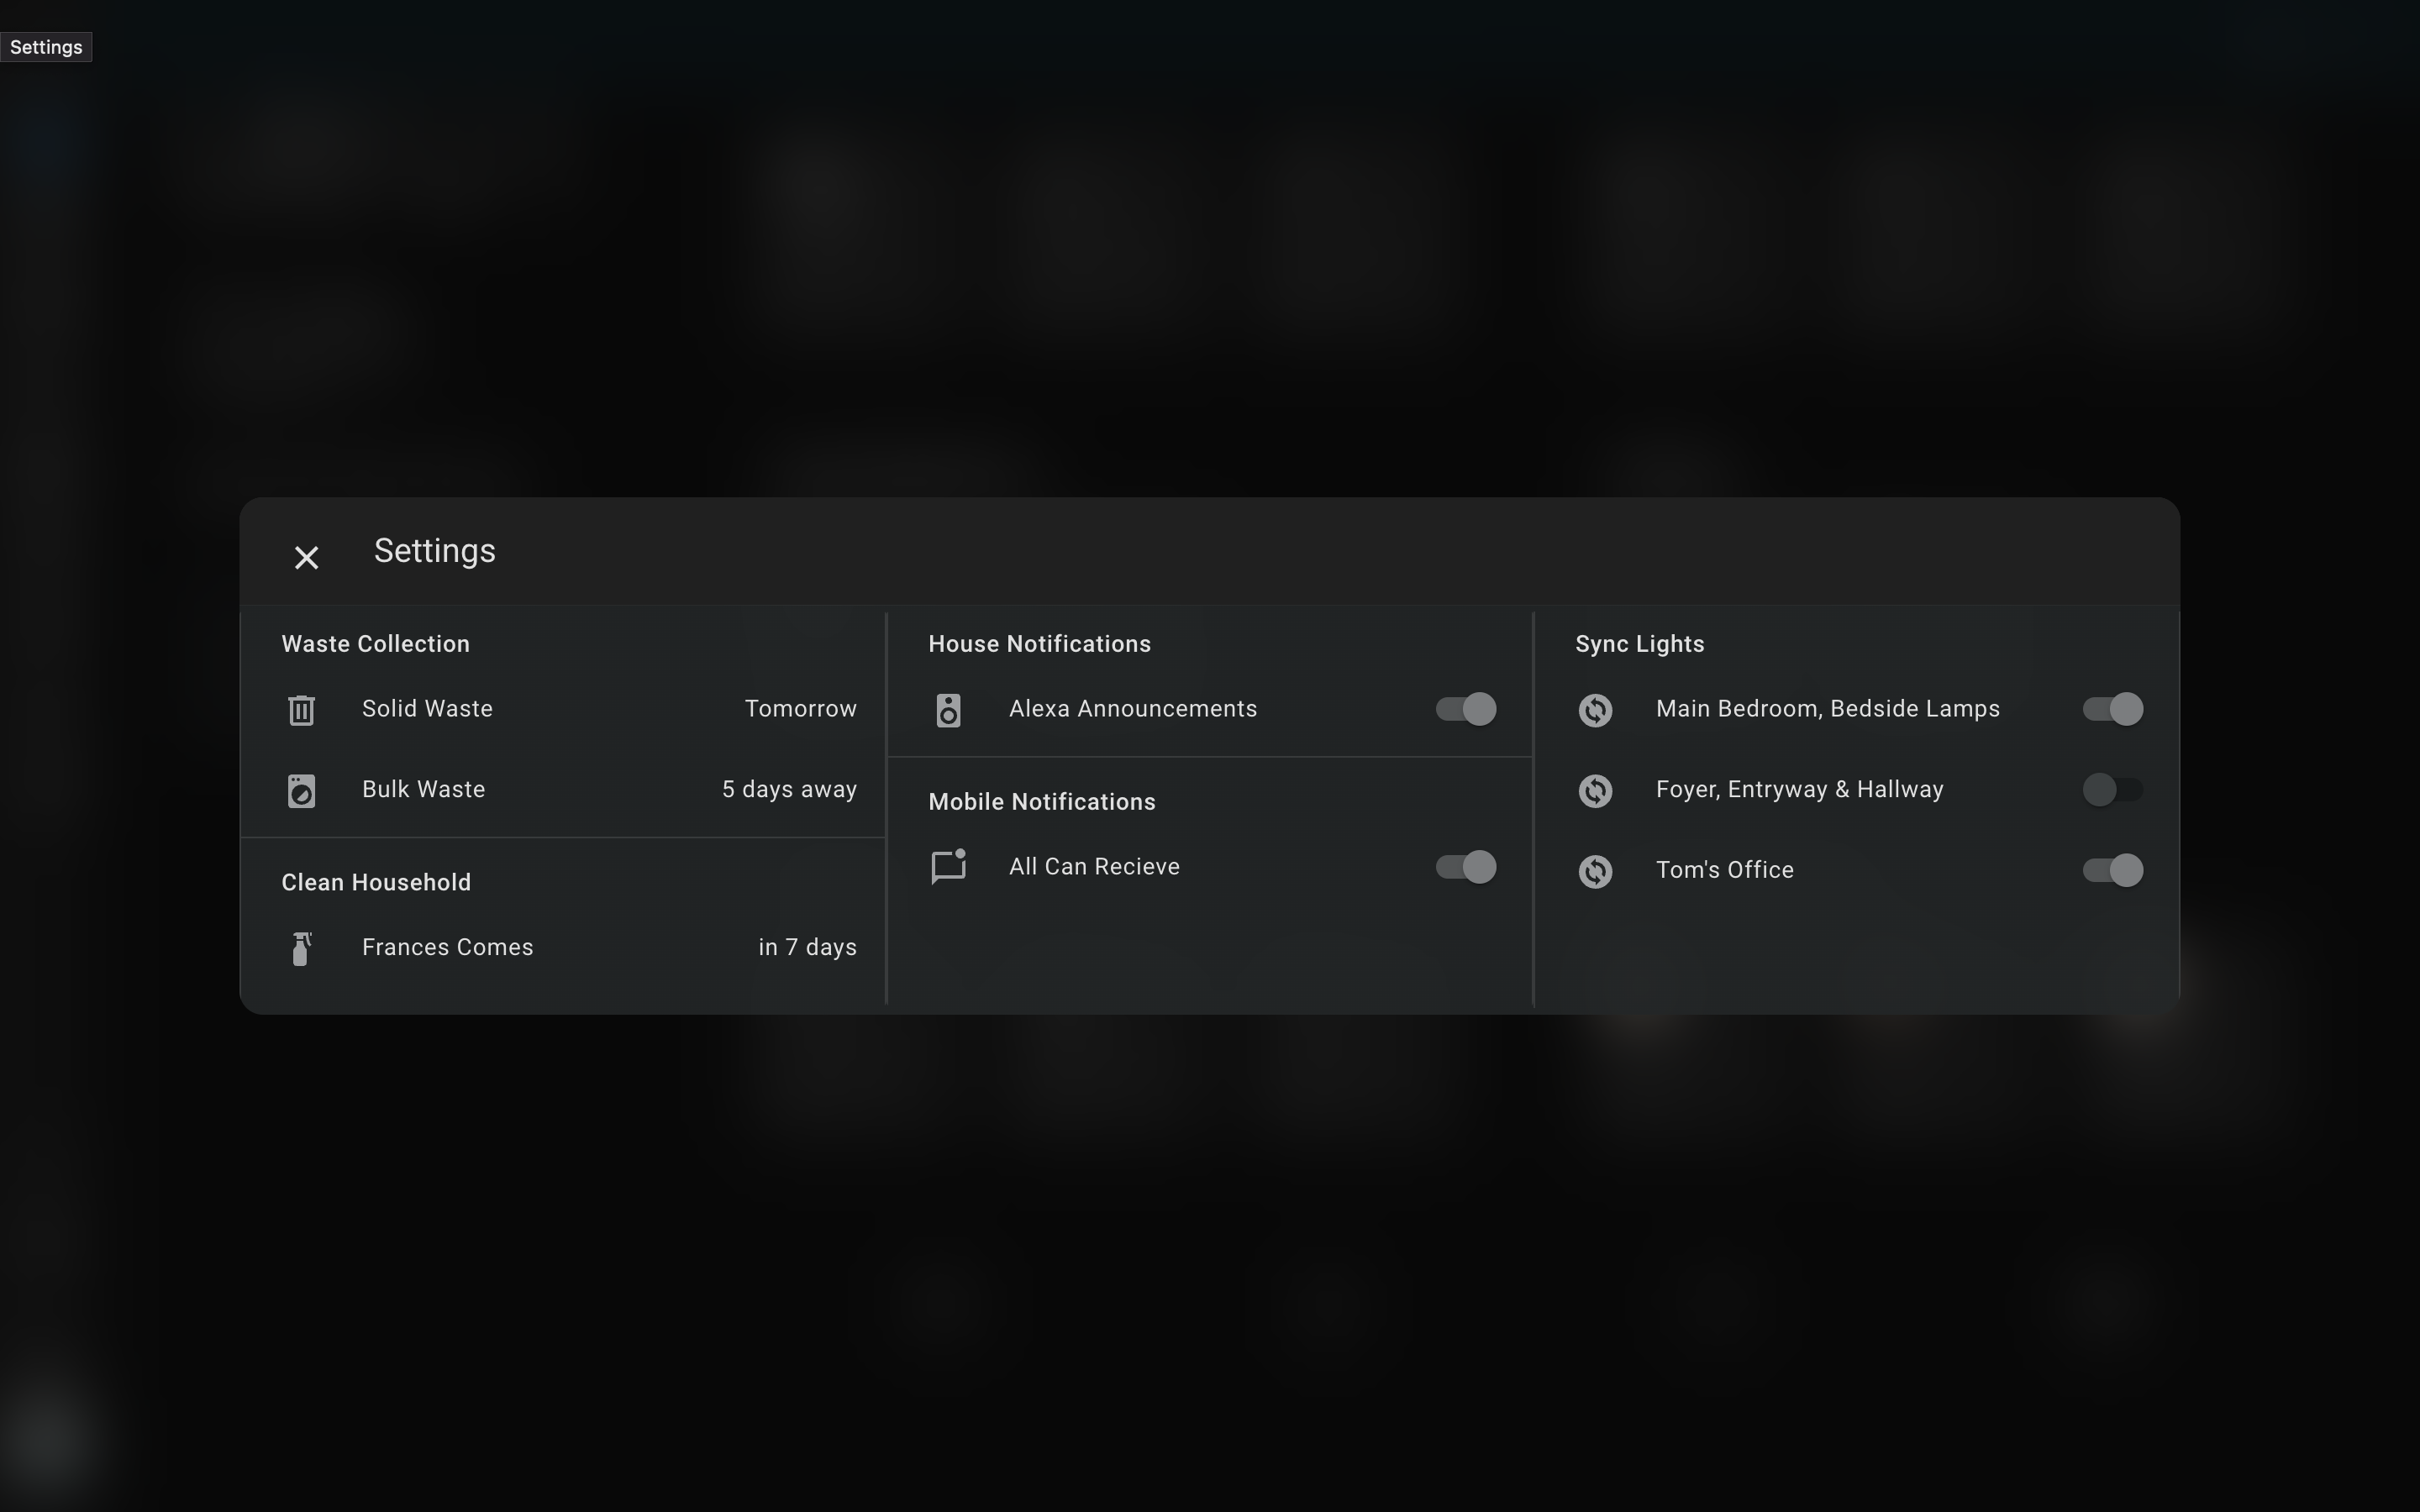 Settings
Settings
Waste Collection
Solid Waste Tomorrow
Bulk Waste 5 days away
Clean Household
Frances Comes in 7 days
House Notifications
Alexa Announcements
Mobile Notifications
All Can Recieve
Sync Lights
Main Bedroom, Bedside Lamps
Foyer, Entryway & Hallway
Tom's Office